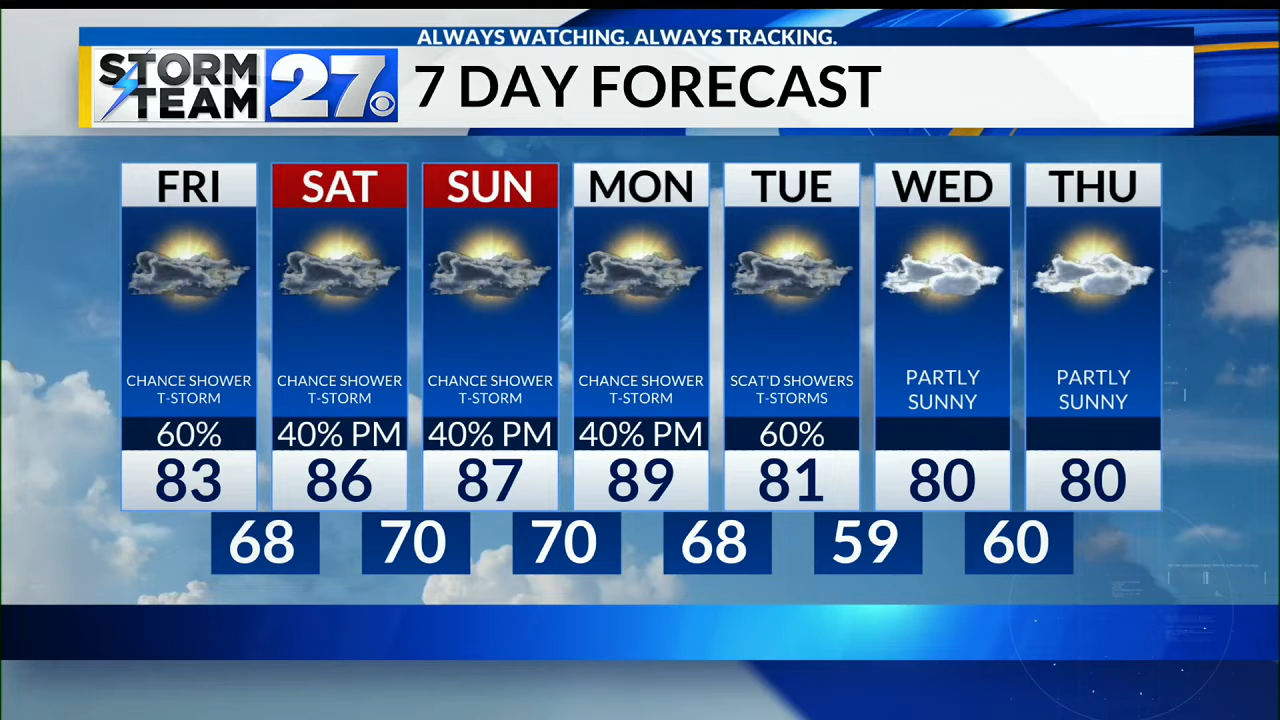 ALWAYS WATCHING. ALWAYS TRACKING.
STORM
TEAM
27
7 DAY FORECAST
FRI SAT SUN MON TUE WED THU
CHANCE SHOWER CHANCE SHOWER CHANCE SHOWER CHANCE SHOWER SCAT'D SHOWERS PARTLY PARTLY
T-STORM T-STORM T-STORM T-STORM T-STORMS SUNNY SUNNY
60% 40% PM 40% PM 40% PM 60%
83 86 87 89 81 80 80
68 70 70 68 59 60